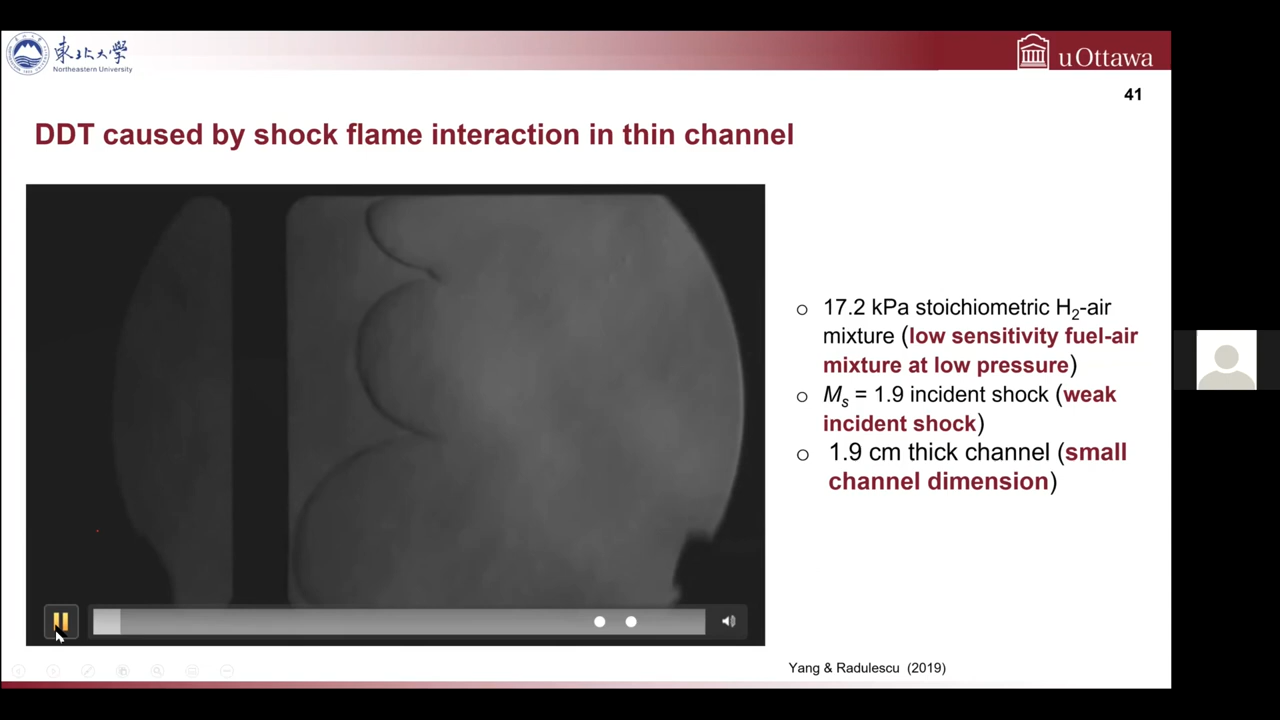 東北大学
Northeastern University
uOttawa
41
DDT caused by shock flame interaction in thin channel
17.2 kPa stoichiometric H₂-air
mixture (low sensitivity fuel-air
mixture at low pressure)
Mₛ = 1.9 incident shock (weak
incident shock)
1.9 cm thick channel (small
channel dimension)
Yang & Radulescu (2019)